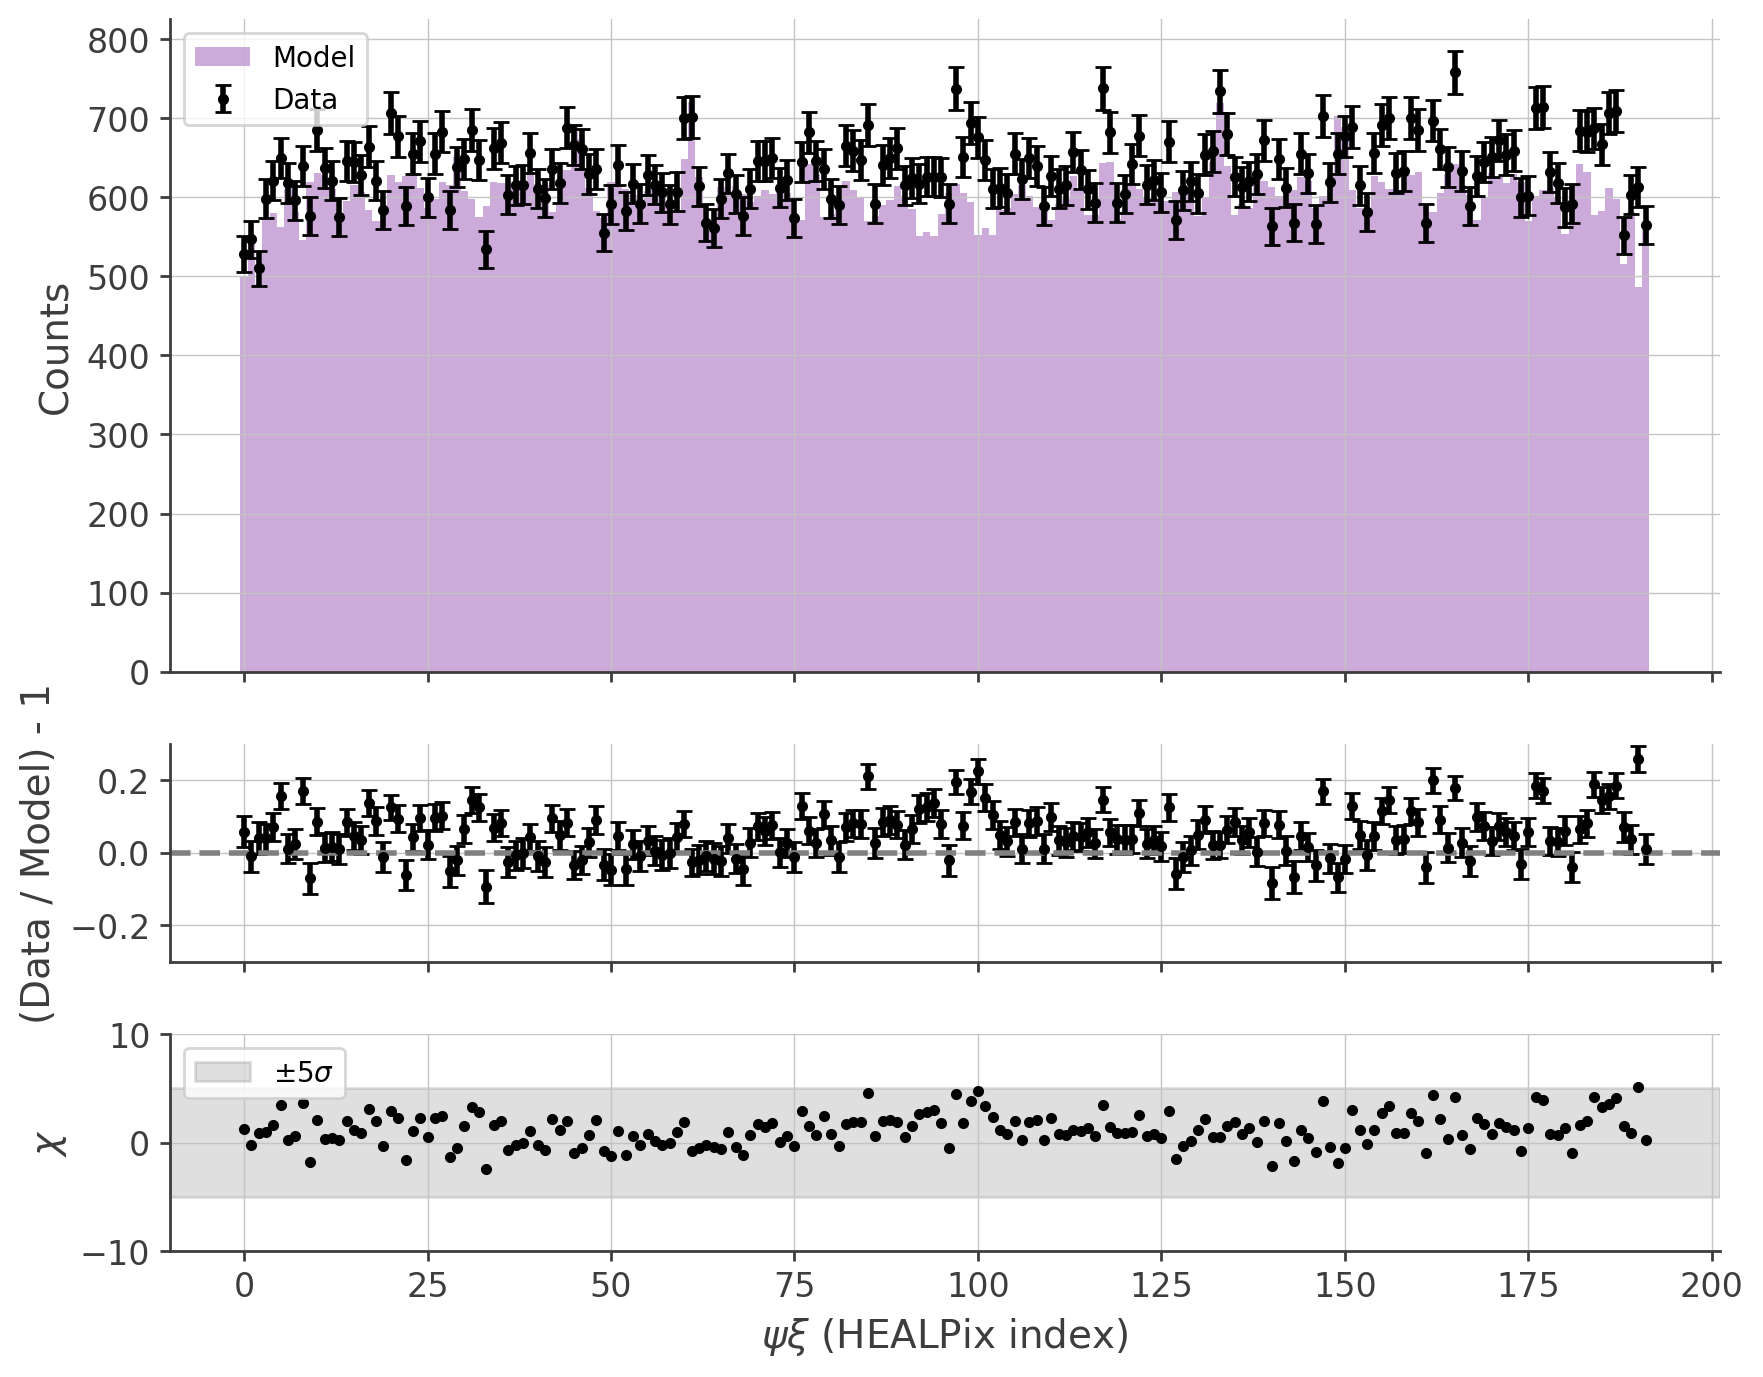 800
700
600
500
400
300
200
100
0
Counts
Model
Data
0.2
0.0
−0.2
(Data / Model) - 1
10
0
−10
χ
±5σ
0 25 50 75 100 125 150 175 200
ψξ (HEALPix index)